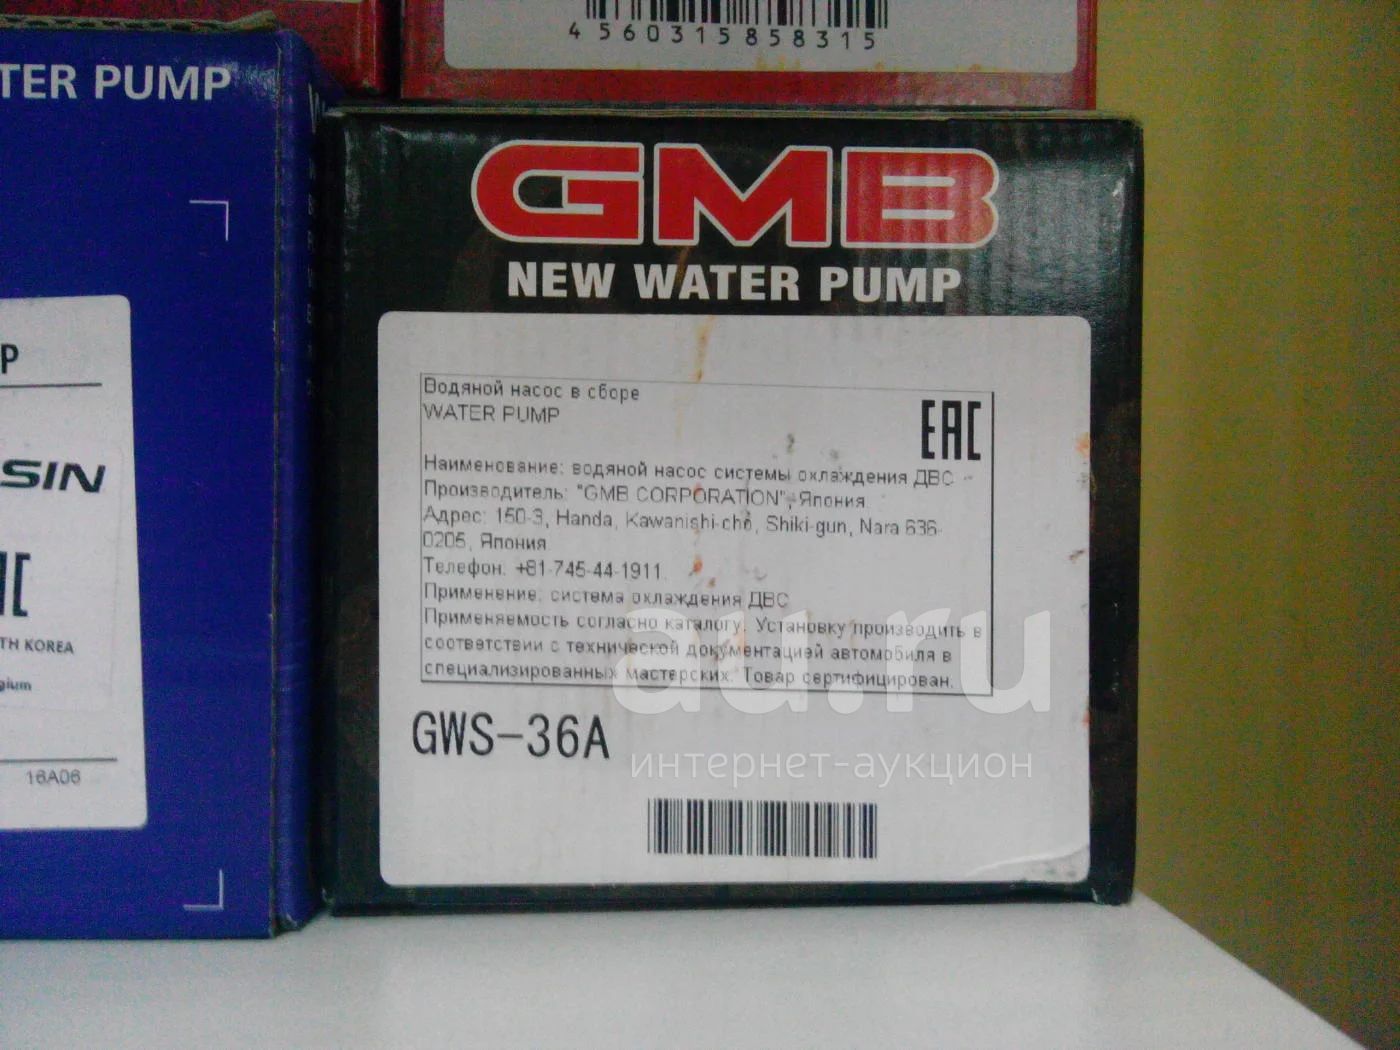 4560315858315
TER PUMP
GMB
NEW WATER PUMP
P
SIN
TH KOREA
gium
16A06
Водяной насос в сборе
WATER PUMP
EAC
Наименование: водяной насос системы охлаждения ДВС
Производитель: "GMB CORPORATION", Япония.
Адрес: 150-3, Handa, Kawanishi-cho, Shiki-gun, Nara 636-
0205, Япония
Телефон: +81-745-44-1911.
Применение: система охлаждения ДВС
Применяемость согласно каталогу. Установку производить в
соответствии с технической документацией автомобиля в
специализированных мастерских. Товар сертифицирован.
GWS-36A
au.ru
интернет-аукцион